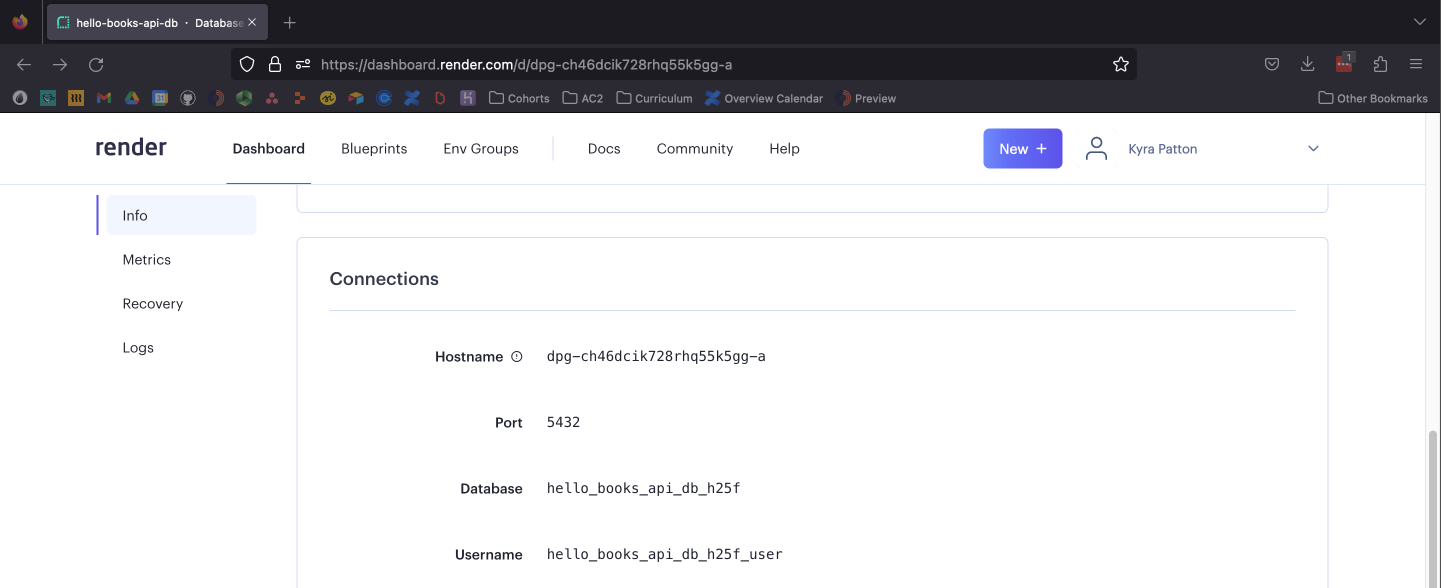 hello-books-api-db · Database
https://dashboard.render.com/d/dpg-ch46dcik728rhq55k5gg-a
1
31
Cohorts AC2 Curriculum Overview Calendar Preview Other Bookmarks
render Dashboard Blueprints Env Groups Docs Community Help New + Kyra Patton
Info
Metrics
Recovery
Logs
Connections
Hostname dpg-ch46dcik728rhq55k5gg-a
Port 5432
Database hello_books_api_db_h25f
Username hello_books_api_db_h25f_user